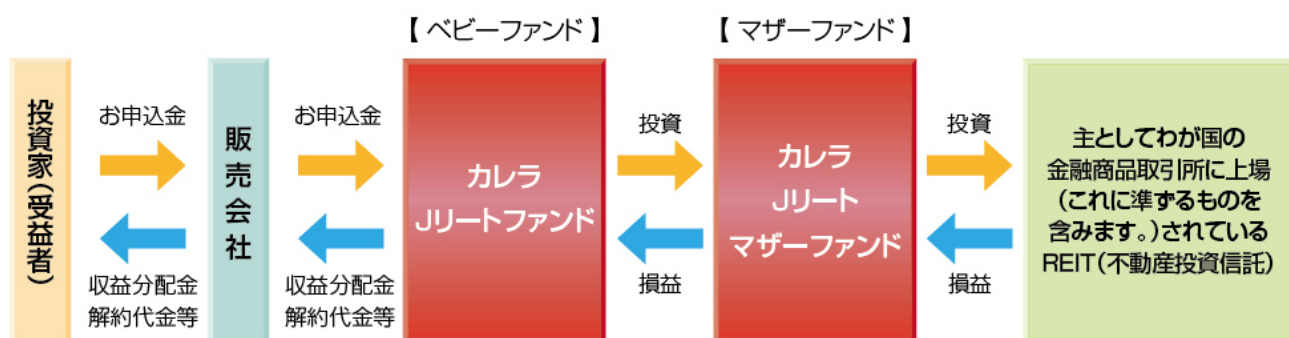 【 ベビーファンド 】
【 マザーファンド 】
投資家(受益者)
お申込金
収益分配金
解約代金等
販売会社
お申込金
収益分配金
解約代金等
カレラ
Jリートファンド
投資
損益
カレラ
Jリート
マザーファンド
投資
損益
主としてわが国の
金融商品取引所に上場
(これに準ずるものを
含みます。)されている
REIT(不動産投資信託)